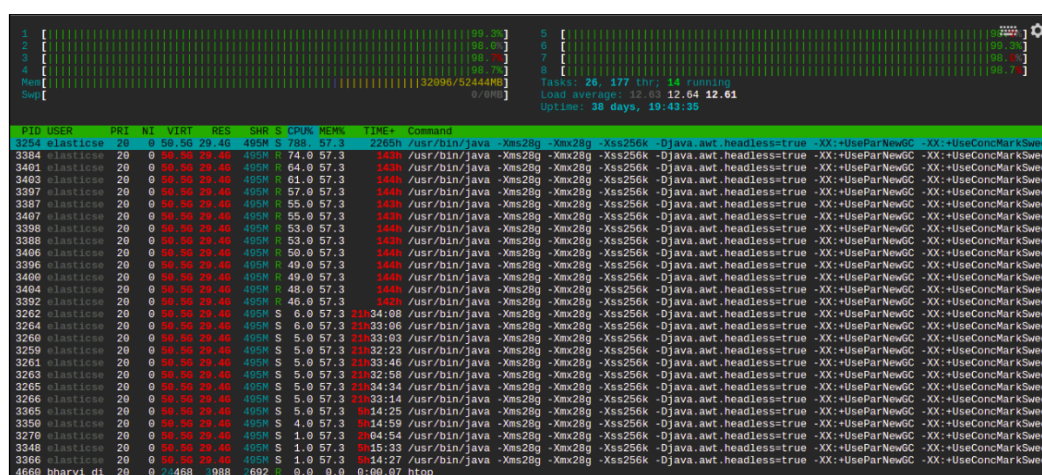 1 [||||||||||||||||||||||||||||||||||||||||||||||||||99.3%]
2 [||||||||||||||||||||||||||||||||||||||||||||||||||98.0%]
3 [||||||||||||||||||||||||||||||||||||||||||||||||||98.7%]
4 [||||||||||||||||||||||||||||||||||||||||||||||||||98.7%]
Mem[||||||||||||||||||||||||||||||||||||||||||||32096/52444MB]
Swp[ 0/0MB]
5 [
6 [||||||||||||||||||||||||||||||||||||||||||||||||||99.3%]
7 [
8 [||||||||||||||||||||||||||||||||||||||||||||||||||98.7%]
Tasks: 26, 177 thr; 14 running
Load average: 12.63 12.64 12.61
Uptime: 38 days, 19:43:35
PID USER PRI NI VIRT RES SHR S CPU% MEM% TIME+ Command
3254 elasticse 20 0 50.5G 29.4G 495M S 788. 57.3 2265h /usr/bin/java -Xms28g -Xmx28g -Xss256k -Djava.awt.headless=true -XX:+UseParNewGC -XX:+UseConcMarkSwee
3384 elasticse 20 0 50.5G 29.4G 495M R 74.0 57.3 143h /usr/bin/java -Xms28g -Xmx28g -Xss256k -Djava.awt.headless=true -XX:+UseParNewGC -XX:+UseConcMarkSwee
3401 elasticse 20 0 50.5G 29.4G 495M R 64.0 57.3 143h /usr/bin/java -Xms28g -Xmx28g -Xss256k -Djava.awt.headless=true -XX:+UseParNewGC -XX:+UseConcMarkSwee
3403 elasticse 20 0 50.5G 29.4G 495M R 61.0 57.3 144h /usr/bin/java -Xms28g -Xmx28g -Xss256k -Djava.awt.headless=true -XX:+UseParNewGC -XX:+UseConcMarkSwee
3397 elasticse 20 0 50.5G 29.4G 495M R 57.0 57.3 144h /usr/bin/java -Xms28g -Xmx28g -Xss256k -Djava.awt.headless=true -XX:+UseParNewGC -XX:+UseConcMarkSwee
3387 elasticse 20 0 50.5G 29.4G 495M R 55.0 57.3 143h /usr/bin/java -Xms28g -Xmx28g -Xss256k -Djava.awt.headless=true -XX:+UseParNewGC -XX:+UseConcMarkSwee
3407 elasticse 20 0 50.5G 29.4G 495M R 55.0 57.3 143h /usr/bin/java -Xms28g -Xmx28g -Xss256k -Djava.awt.headless=true -XX:+UseParNewGC -XX:+UseConcMarkSwee
3398 elasticse 20 0 50.5G 29.4G 495M R 53.0 57.3 144h /usr/bin/java -Xms28g -Xmx28g -Xss256k -Djava.awt.headless=true -XX:+UseParNewGC -XX:+UseConcMarkSwee
3388 elasticse 20 0 50.5G 29.4G 495M R 53.0 57.3 144h /usr/bin/java -Xms28g -Xmx28g -Xss256k -Djava.awt.headless=true -XX:+UseParNewGC -XX:+UseConcMarkSwee
3406 elasticse 20 0 50.5G 29.4G 495M R 50.0 57.3 144h /usr/bin/java -Xms28g -Xmx28g -Xss256k -Djava.awt.headless=true -XX:+UseParNewGC -XX:+UseConcMarkSwee
3396 elasticse 20 0 50.5G 29.4G 495M R 49.0 57.3 144h /usr/bin/java -Xms28g -Xmx28g -Xss256k -Djava.awt.headless=true -XX:+UseParNewGC -XX:+UseConcMarkSwee
3400 elasticse 20 0 50.5G 29.4G 495M R 49.0 57.3 144h /usr/bin/java -Xms28g -Xmx28g -Xss256k -Djava.awt.headless=true -XX:+UseParNewGC -XX:+UseConcMarkSwee
3404 elasticse 20 0 50.5G 29.4G 495M R 48.0 57.3 142h /usr/bin/java -Xms28g -Xmx28g -Xss256k -Djava.awt.headless=true -XX:+UseParNewGC -XX:+UseConcMarkSwee
3392 elasticse 20 0 50.5G 29.4G 495M R 46.0 57.3 142h /usr/bin/java -Xms28g -Xmx28g -Xss256k -Djava.awt.headless=true -XX:+UseParNewGC -XX:+UseConcMarkSwee
3262 elasticse 20 0 50.5G 29.4G 495M S 6.0 57.3 21h34:08 /usr/bin/java -Xms28g -Xmx28g -Xss256k -Djava.awt.headless=true -XX:+UseParNewGC -XX:+UseConcMarkSwee
3264 elasticse 20 0 50.5G 29.4G 495M S 6.0 57.3 21h33:06 /usr/bin/java -Xms28g -Xmx28g -Xss256k -Djava.awt.headless=true -XX:+UseParNewGC -XX:+UseConcMarkSwee
3260 elasticse 20 0 50.5G 29.4G 495M S 5.0 57.3 21h33:03 /usr/bin/java -Xms28g -Xmx28g -Xss256k -Djava.awt.headless=true -XX:+UseParNewGC -XX:+UseConcMarkSwee
3259 elasticse 20 0 50.5G 29.4G 495M S 5.0 57.3 21h32:23 /usr/bin/java -Xms28g -Xmx28g -Xss256k -Djava.awt.headless=true -XX:+UseParNewGC -XX:+UseConcMarkSwee
3261 elasticse 20 0 50.5G 29.4G 495M S 5.0 57.3 21h33:46 /usr/bin/java -Xms28g -Xmx28g -Xss256k -Djava.awt.headless=true -XX:+UseParNewGC -XX:+UseConcMarkSwee
3263 elasticse 20 0 50.5G 29.4G 495M S 5.0 57.3 21h32:58 /usr/bin/java -Xms28g -Xmx28g -Xss256k -Djava.awt.headless=true -XX:+UseParNewGC -XX:+UseConcMarkSwee
3265 elasticse 20 0 50.5G 29.4G 495M S 5.0 57.3 21h34:34 /usr/bin/java -Xms28g -Xmx28g -Xss256k -Djava.awt.headless=true -XX:+UseParNewGC -XX:+UseConcMarkSwee
3266 elasticse 20 0 50.5G 29.4G 495M S 5.0 57.3 21h33:14 /usr/bin/java -Xms28g -Xmx28g -Xss256k -Djava.awt.headless=true -XX:+UseParNewGC -XX:+UseConcMarkSwee
3365 elasticse 20 0 50.5G 29.4G 495M S 5.0 57.3 5h14:25 /usr/bin/java -Xms28g -Xmx28g -Xss256k -Djava.awt.headless=true -XX:+UseParNewGC -XX:+UseConcMarkSwee
3350 elasticse 20 0 50.5G 29.4G 495M S 4.0 57.3 5h14:59 /usr/bin/java -Xms28g -Xmx28g -Xss256k -Djava.awt.headless=true -XX:+UseParNewGC -XX:+UseConcMarkSwee
3270 elasticse 20 0 50.5G 29.4G 495M S 1.0 57.3 2h04:54 /usr/bin/java -Xms28g -Xmx28g -Xss256k -Djava.awt.headless=true -XX:+UseParNewGC -XX:+UseConcMarkSwee
3348 elasticse 20 0 50.5G 29.4G 495M S 1.0 57.3 5h15:33 /usr/bin/java -Xms28g -Xmx28g -Xss256k -Djava.awt.headless=true -XX:+UseParNewGC -XX:+UseConcMarkSwee
3366 elasticse 20 0 50.5G 29.4G 495M S 1.0 57.3 5h14:27 /usr/bin/java -Xms28g -Xmx28g -Xss256k -Djava.awt.headless=true -XX:+UseParNewGC -XX:+UseConcMarkSwee
4660 bharvi_di 20 0 24468 3988 2692 R 0.0 0.0 0:00.07 htop